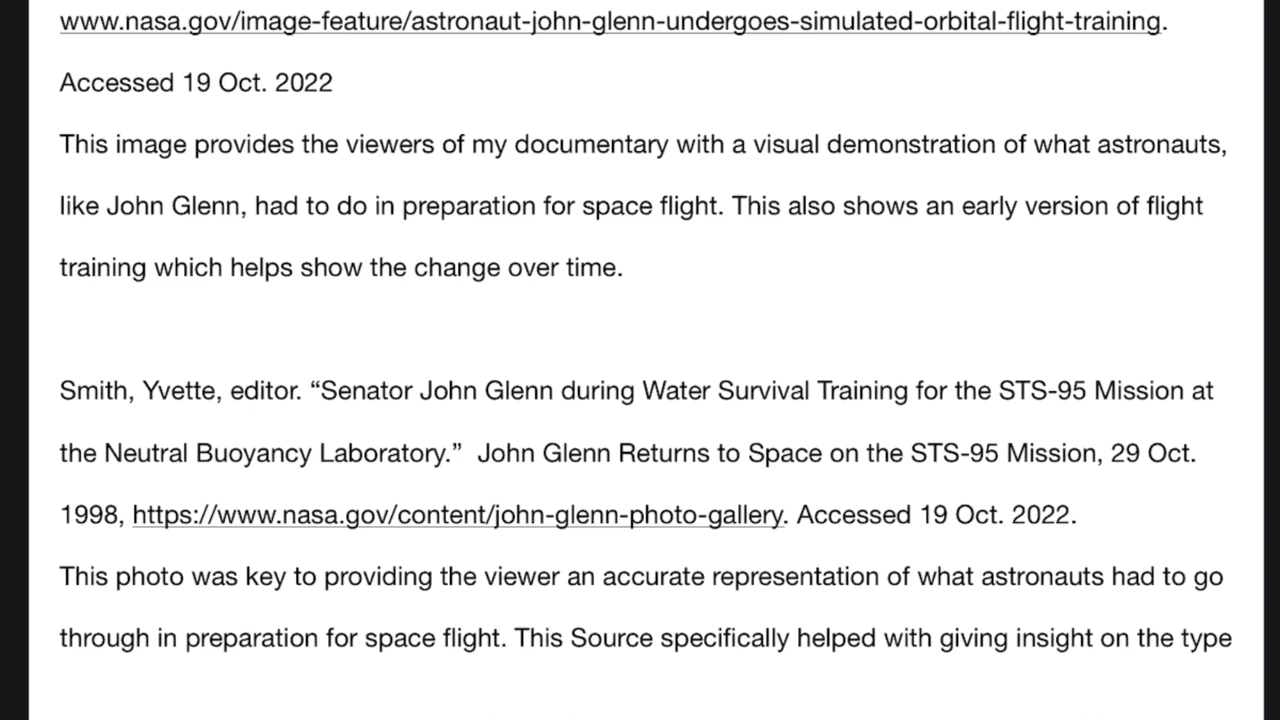 www.nasa.gov/image-feature/astronaut-john-glenn-undergoes-simulated-orbital-flight-training.
Accessed 19 Oct. 2022
This image provides the viewers of my documentary with a visual demonstration of what astronauts,
like John Glenn, had to do in preparation for space flight. This also shows an early version of flight
training which helps show the change over time.
Smith, Yvette, editor. “Senator John Glenn during Water Survival Training for the STS-95 Mission at
the Neutral Buoyancy Laboratory.”  John Glenn Returns to Space on the STS-95 Mission, 29 Oct.
1998, https://www.nasa.gov/content/john-glenn-photo-gallery. Accessed 19 Oct. 2022.
This photo was key to providing the viewer an accurate representation of what astronauts had to go
through in preparation for space flight. This Source specifically helped with giving insight on the type